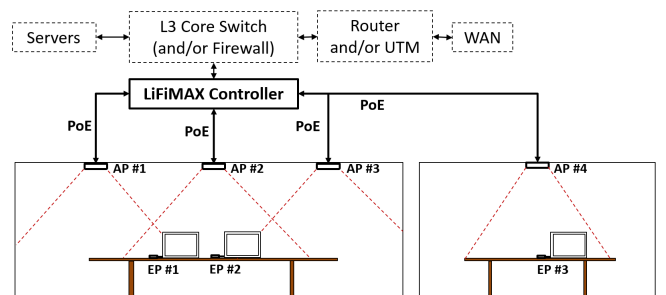 Servers
L3 Core Switch
(and/or Firewall)
Router
and/or UTM
WAN
LiFiMAX Controller
PoE
PoE
PoE
PoE
AP #1
AP #2
AP #3
AP #4
EP #1
EP #2
EP #3